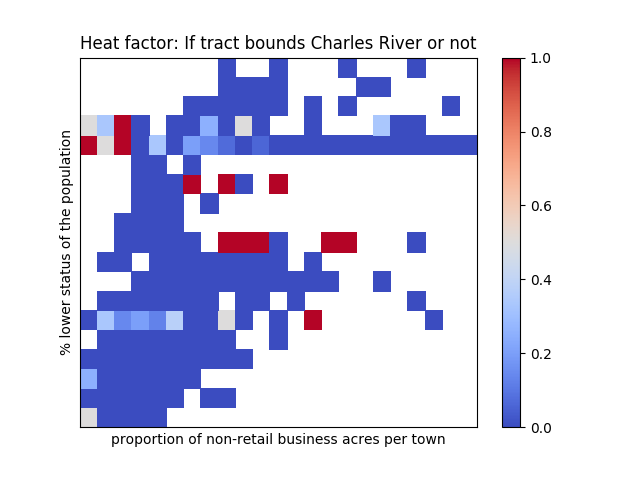 Heat factor: If tract bounds Charles River or not
% lower status of the population
proportion of non-retail business acres per town
1.0
0.8
0.6
0.4
0.2
0.0